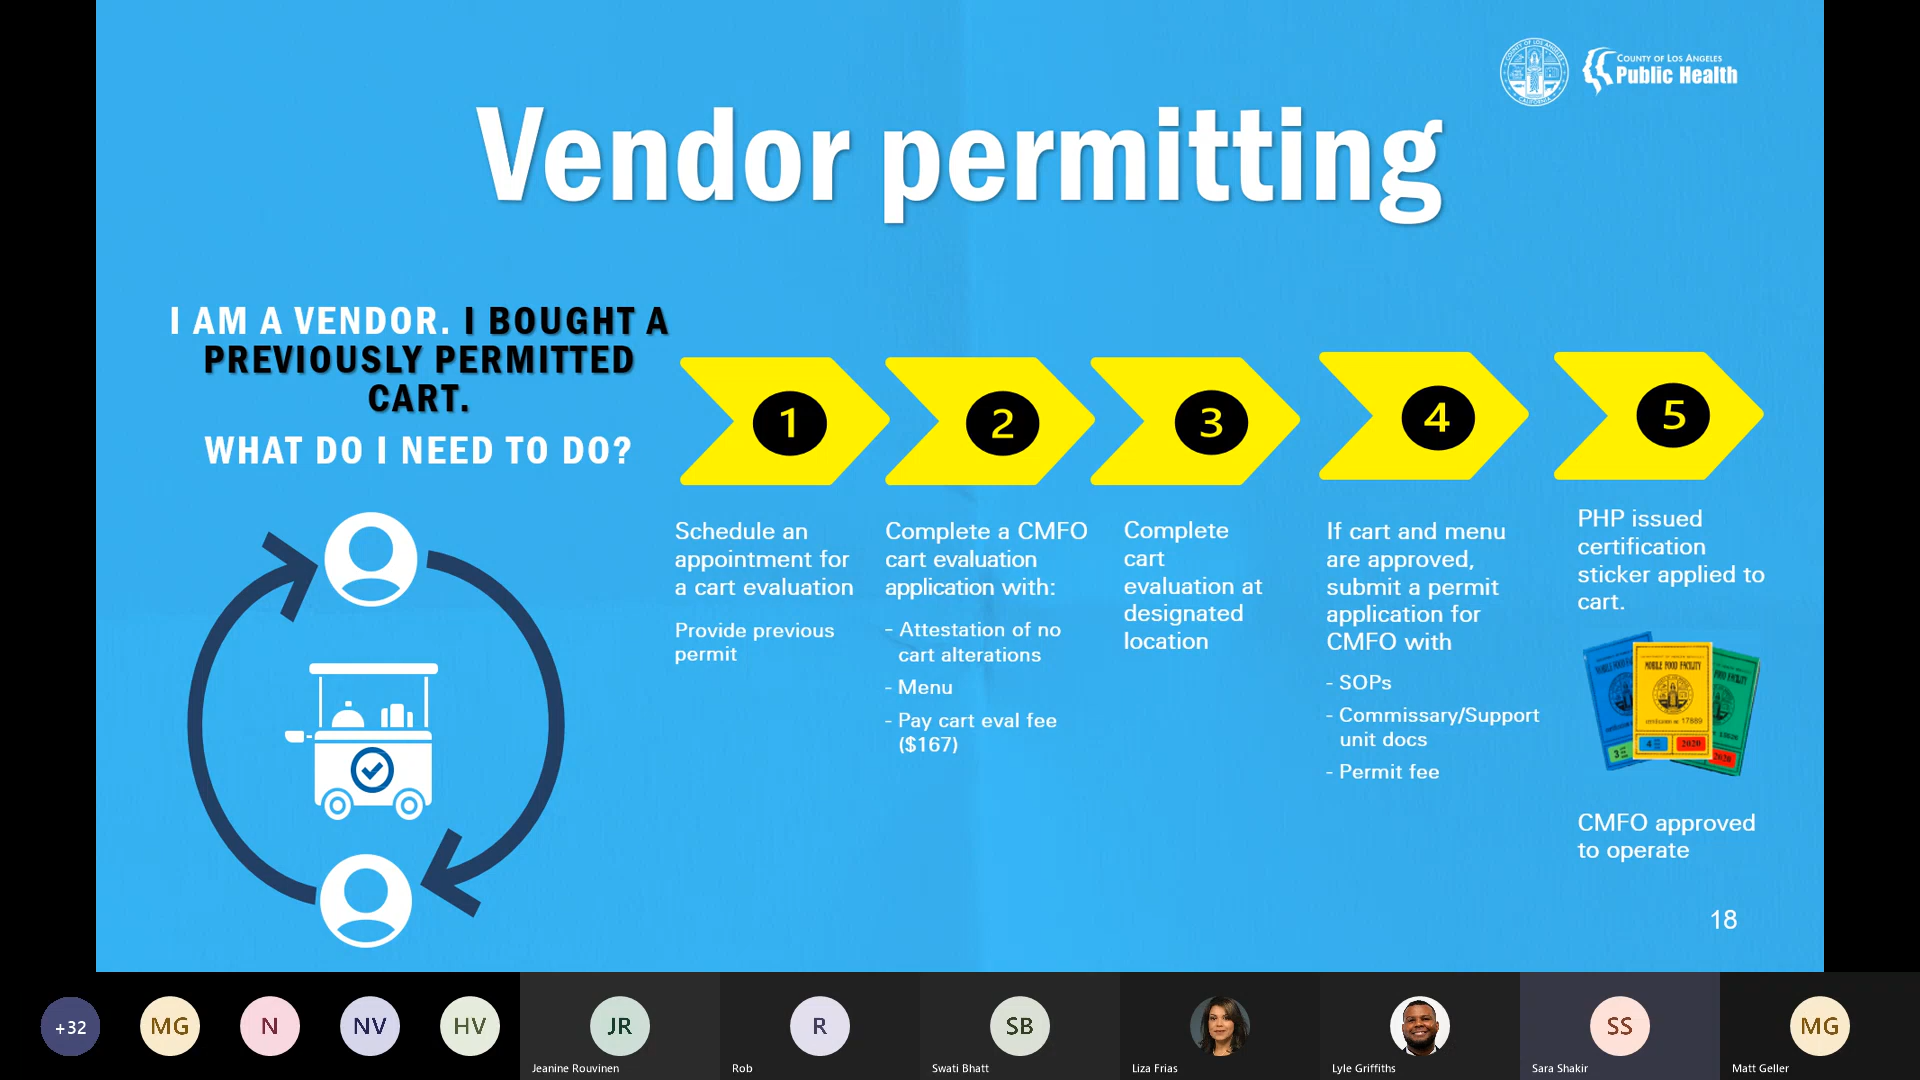 COUNTY OF LOS ANGELES
Public Health
Vendor permitting
I AM A VENDOR. I BOUGHT A
PREVIOUSLY PERMITTED
CART.
WHAT DO I NEED TO DO?
1
Schedule an
appointment for
a cart evaluation
Provide previous
permit
2
Complete a CMFO
cart evaluation
application with:
- Attestation of no
cart alterations
- Menu
- Pay cart eval fee
($167)
3
Complete
cart
evaluation at
designated
location
4
If cart and menu
are approved,
submit a permit
application for
CMFO with
- SOPs
- Commissary/Support
unit docs
- Permit fee
5
PHP issued
certification
sticker applied to
cart.
MOBILE FOOD FACILITY
17889
2020
CMFO approved
to operate
18
+32
MG
N
NV
HV
JR
Jeanine Rouvinen
R
Rob
SB
Swati Bhatt
Liza Frias
Lyle Griffiths
SS
Sara Shakir
MG
Matt Geller